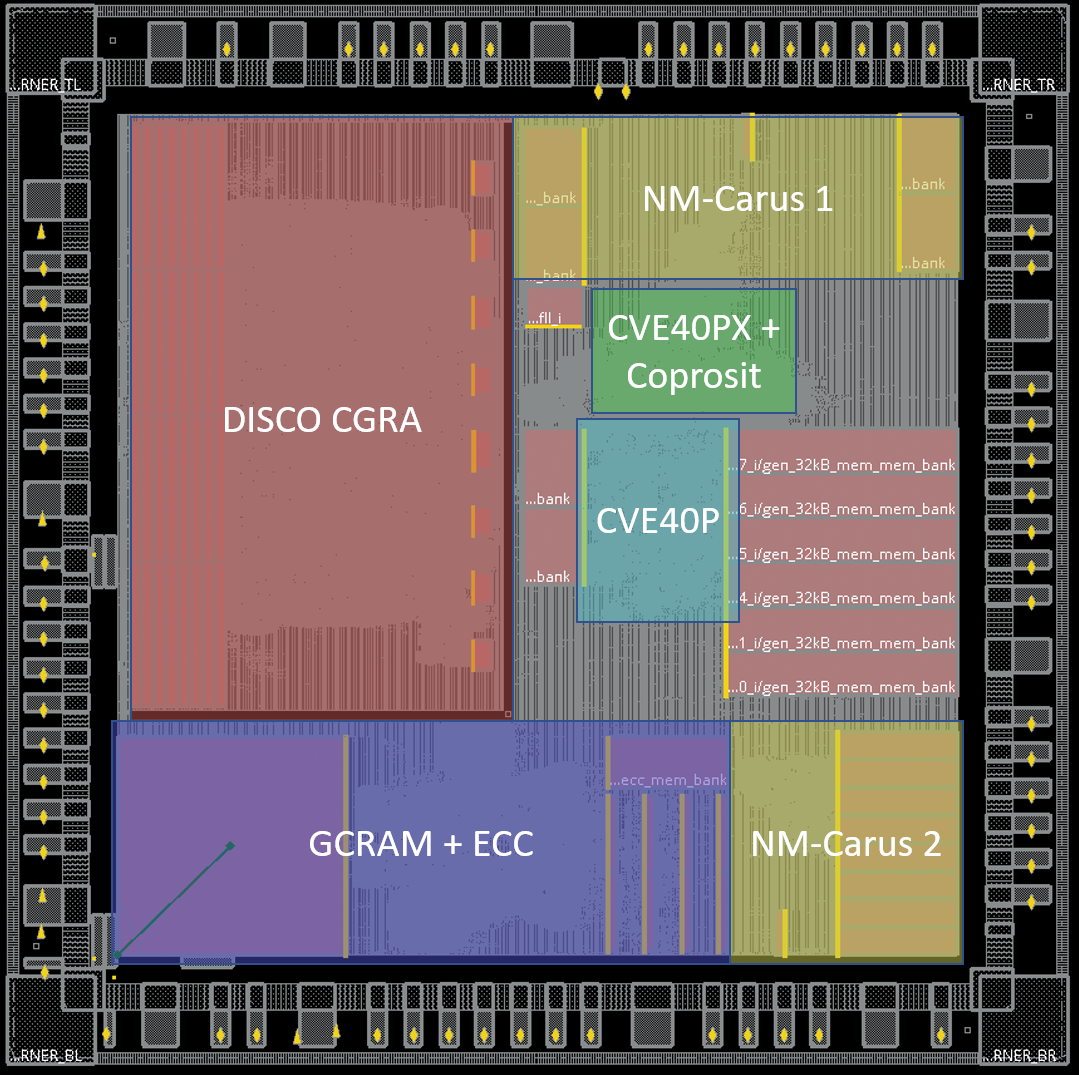 ...RNER_TL
...RNER_TR
..._bank
NM-Carus 1
...bank
..._bank
...bank
...fll_i
CVE40PX +
Coprosit
DISCO CGRA
...7_i/gen_32kB_mem_mem_bank
...bank
...6_i/gen_32kB_mem_mem_bank
CVE40P
...5_i/gen_32kB_mem_mem_bank
...bank
...4_i/gen_32kB_mem_mem_bank
...1_i/gen_32kB_mem_mem_bank
...0_i/gen_32kB_mem_mem_bank
...ecc_mem_bank
GCRAM + ECC
NM-Carus 2
...RNER_BL
...RNER_BR